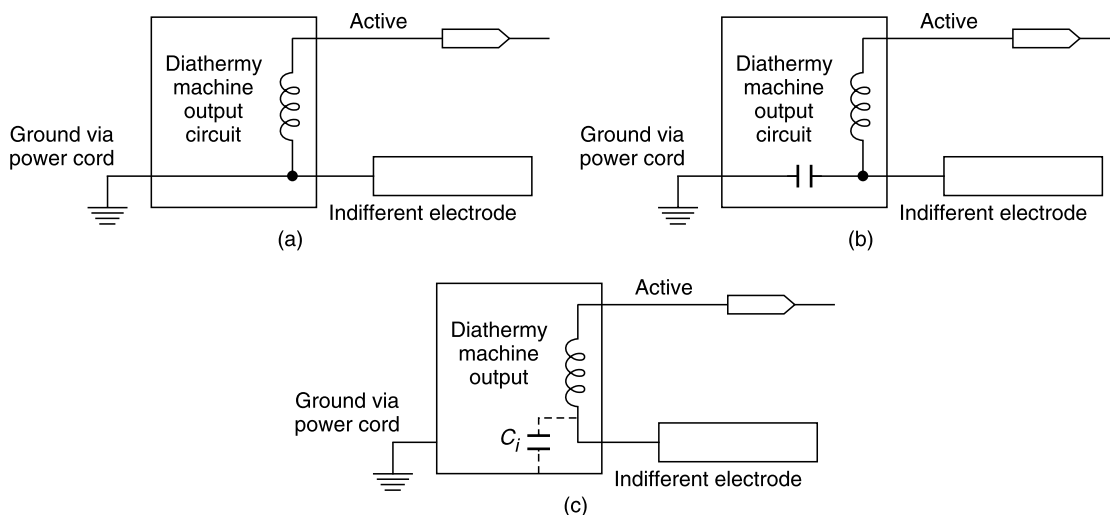 Active
Diathermy
machine
output
circuit
Ground via
power cord
Indifferent electrode
(a)
Active
Diathermy
machine
output
circuit
Ground via
power cord
Indifferent electrode
(b)
Active
Diathermy
machine
output
Ground via
power cord
Ci
Indifferent electrode
(c)